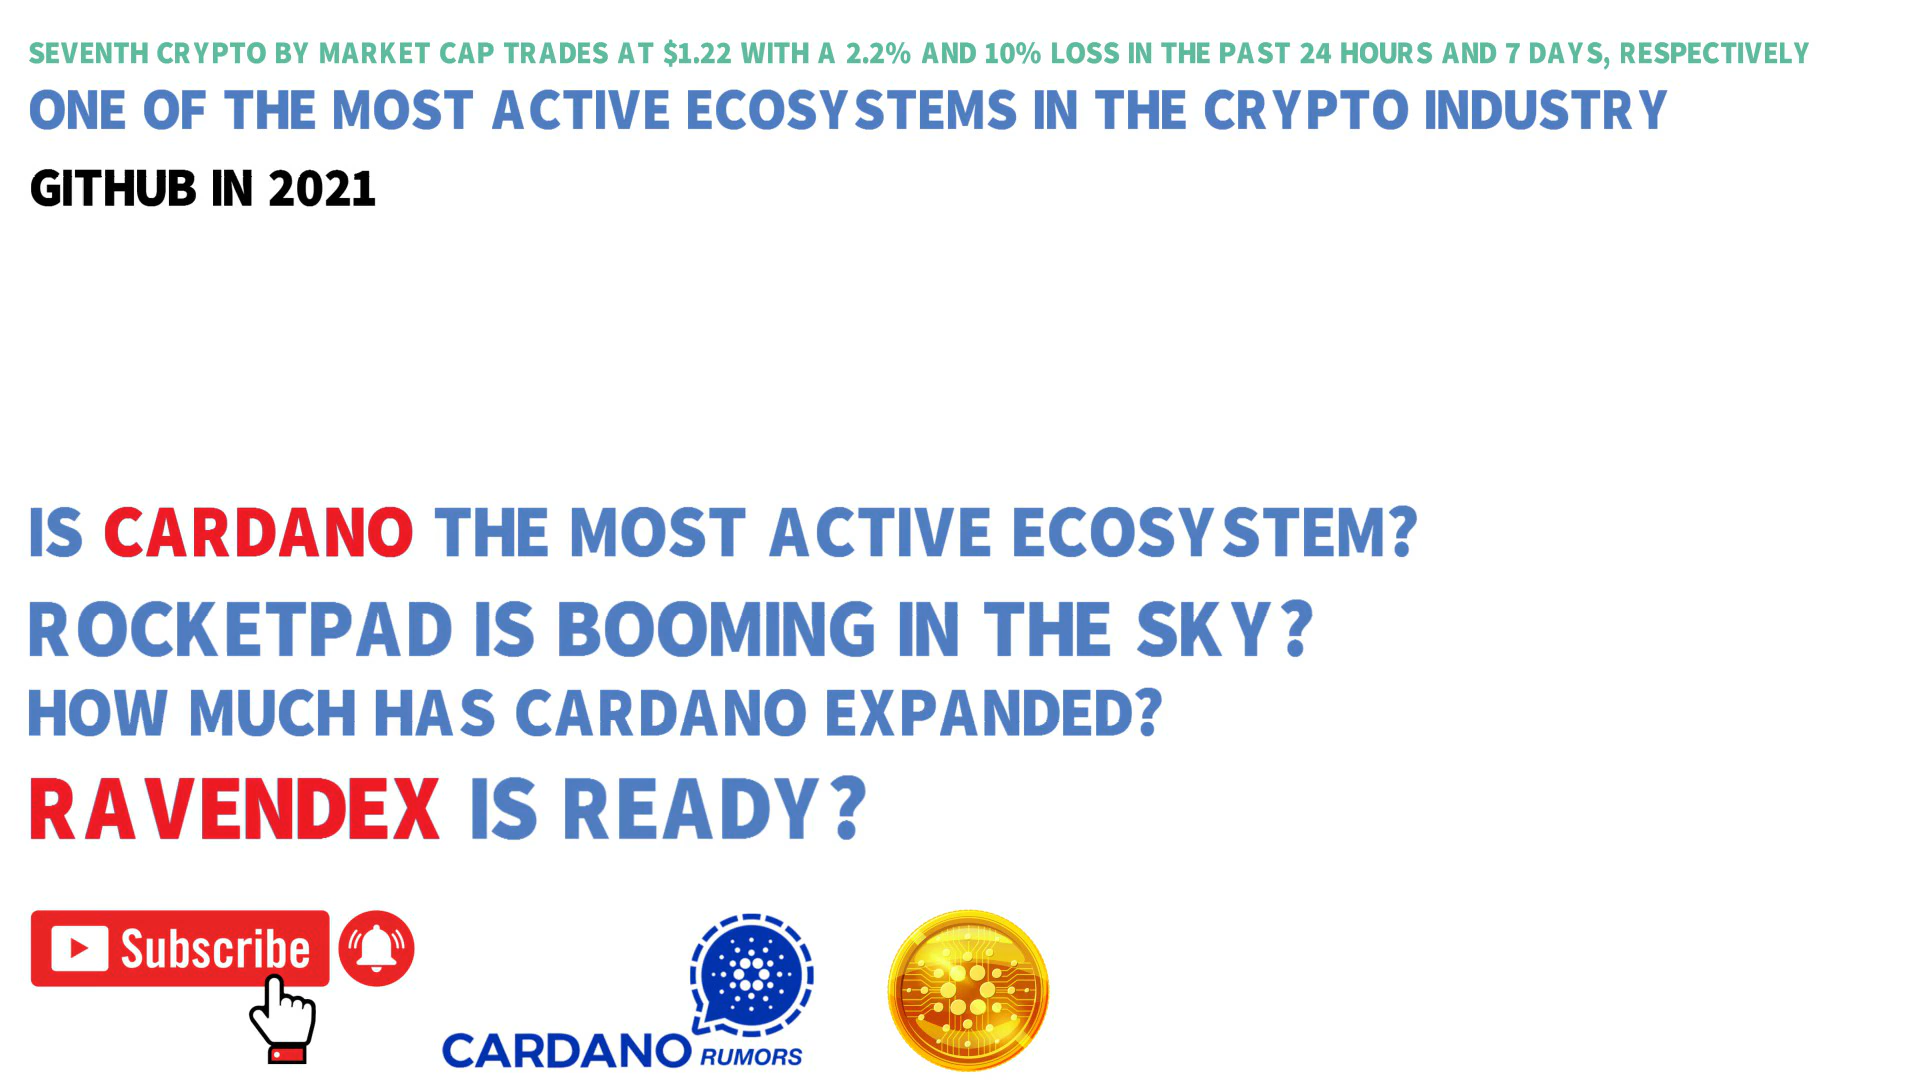 SEVENTH CRYPTO BY MARKET CAP TRADES AT $1.22 WITH A 2.2% AND 10% LOSS IN THE PAST 24 HOURS AND 7 DAYS, RESPECTIVELY
ONE OF THE MOST ACTIVE ECOSYSTEMS IN THE CRYPTO INDUSTRY
GITHUB IN 2021
IS CARDANO THE MOST ACTIVE ECOSYSTEM?
ROCKETPAD IS BOOMING IN THE SKY?
HOW MUCH HAS CARDANO EXPANDED?
RAVENDEX IS READY?
Subscribe
CARDANO RUMORS